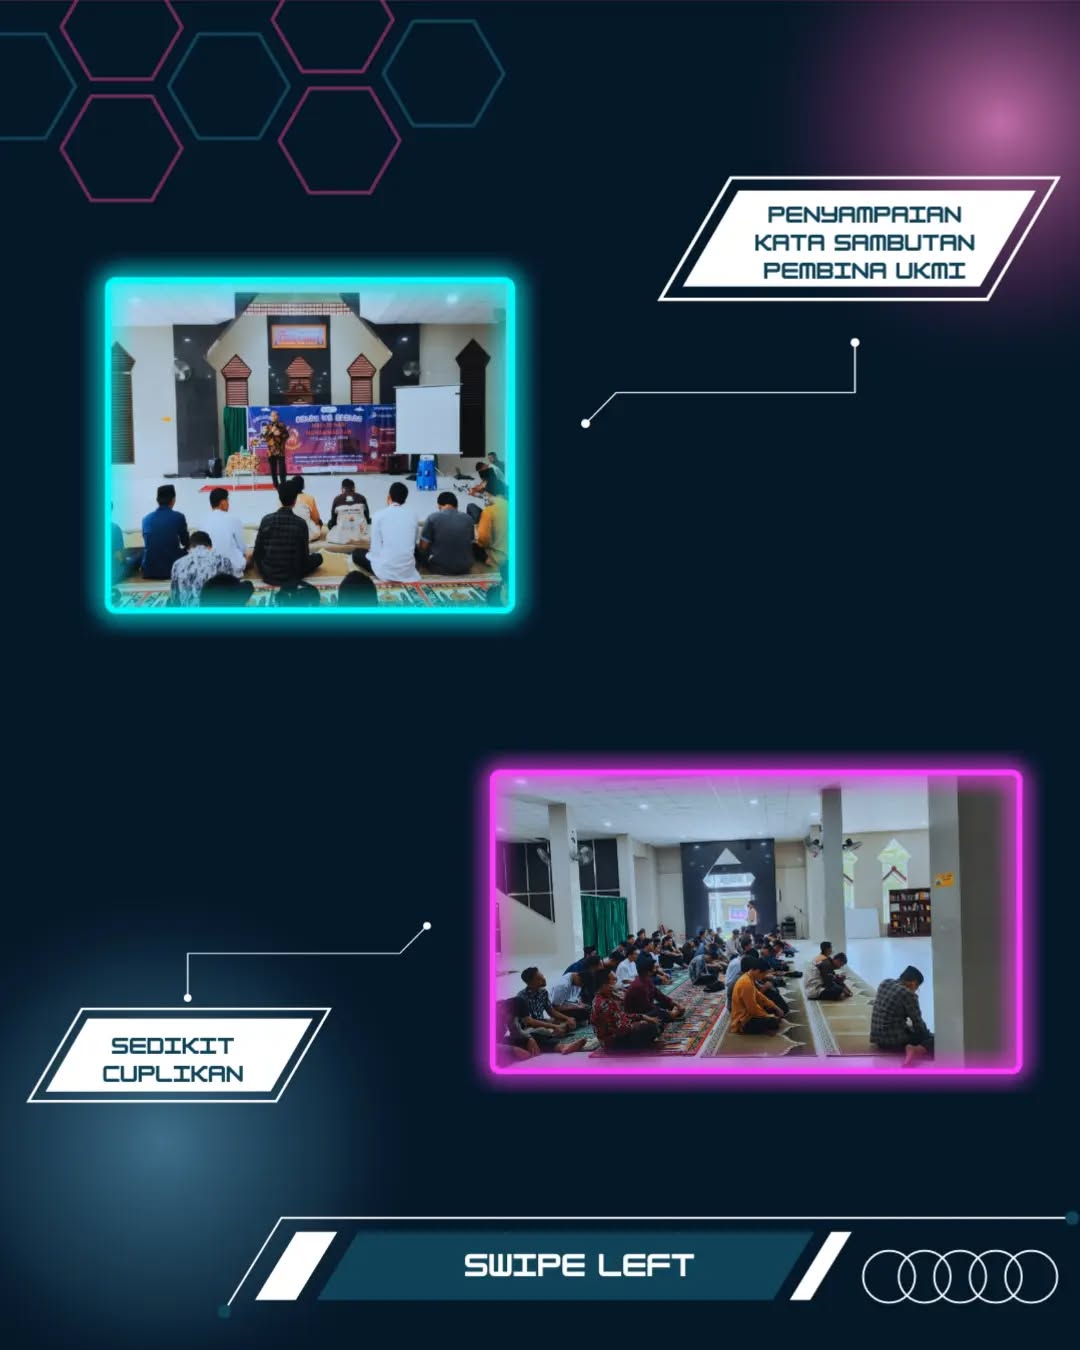 PENYAMPAIAN
KATA SAMBUTAN
PEMBINA UKMI
SEDIKIT
CUPLIKAN
SWIPE LEFT